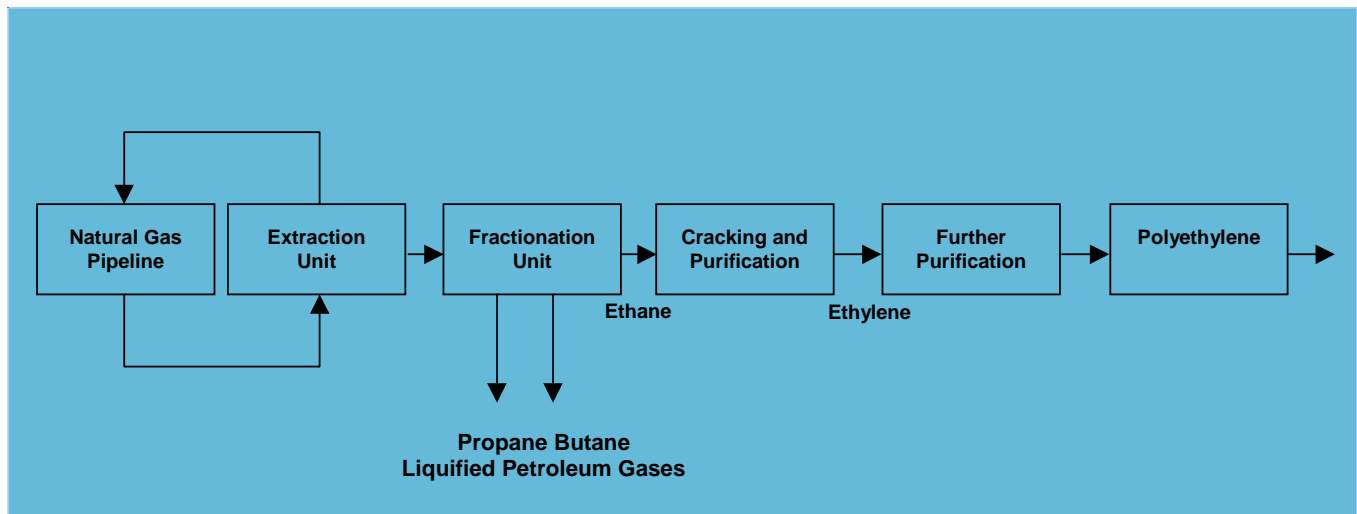 Natural Gas
Pipeline
Extraction
Unit
Fractionation
Unit
Cracking and
Purification
Further
Purification
Polyethylene
Ethane
Ethylene
Propane Butane
Liquified Petroleum Gases